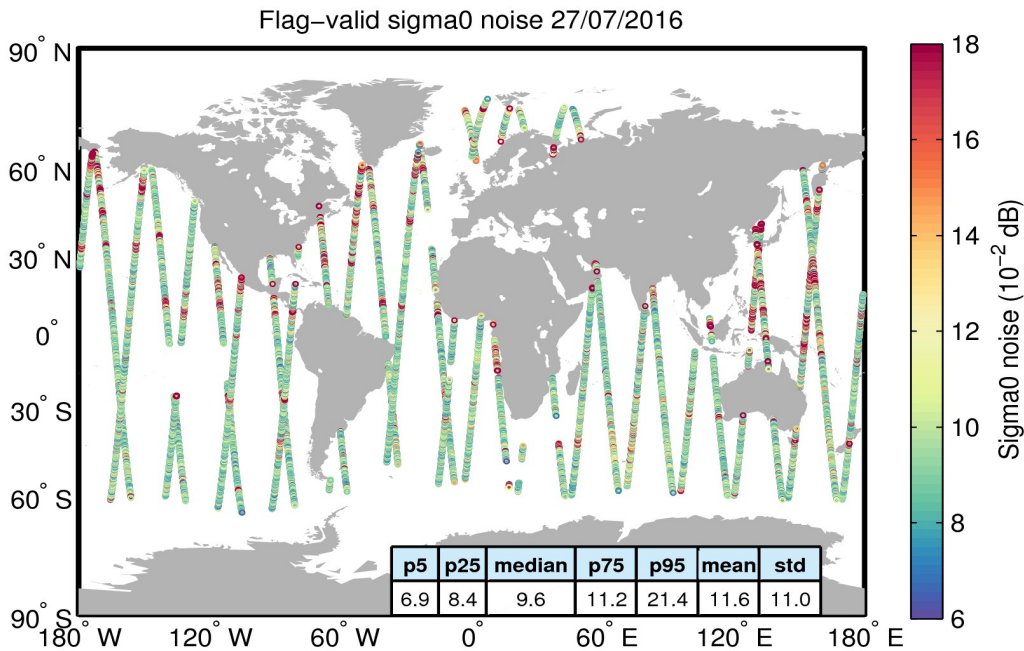 Flag−valid sigma0 noise 27/07/2016
90° N
60° N
30° N
0°
30° S
60° S
90° S
180° W
120° W
60° W
0°
60° E
120° E
180° E
p5 p25 median p75 p95 mean std
6.9 8.4 9.6 11.2 21.4 11.6 11.0
18
16
14
12
10
8
6
Sigma0 noise (10⁻² dB)